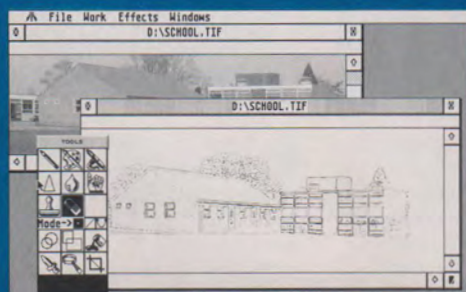 File Work Effects Windows
D:\SCHOOL.TIF
D:\SCHOOL.TIF
TOOLS
Mode->